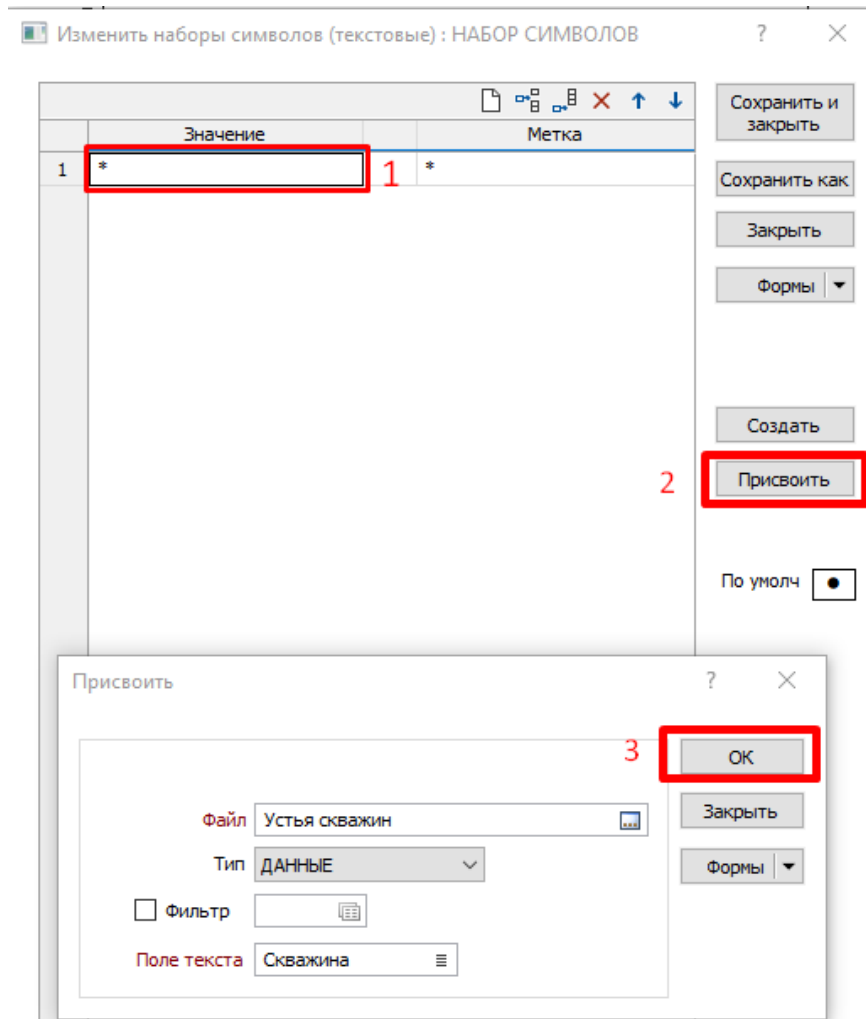 Изменить наборы символов (текстовые) : НАБОР СИМВОЛОВ ?
Сохранить и
закрыть
Значение Метка
1 * 1 *
Сохранить как
Закрыть
Формы
Создать
2 Присвоить
По умолч
Присвоить ?
3 ОК
Файл Устья скважин ...
Закрыть
Тип ДАННЫЕ
Формы
Фильтр
Поле текста Скважина